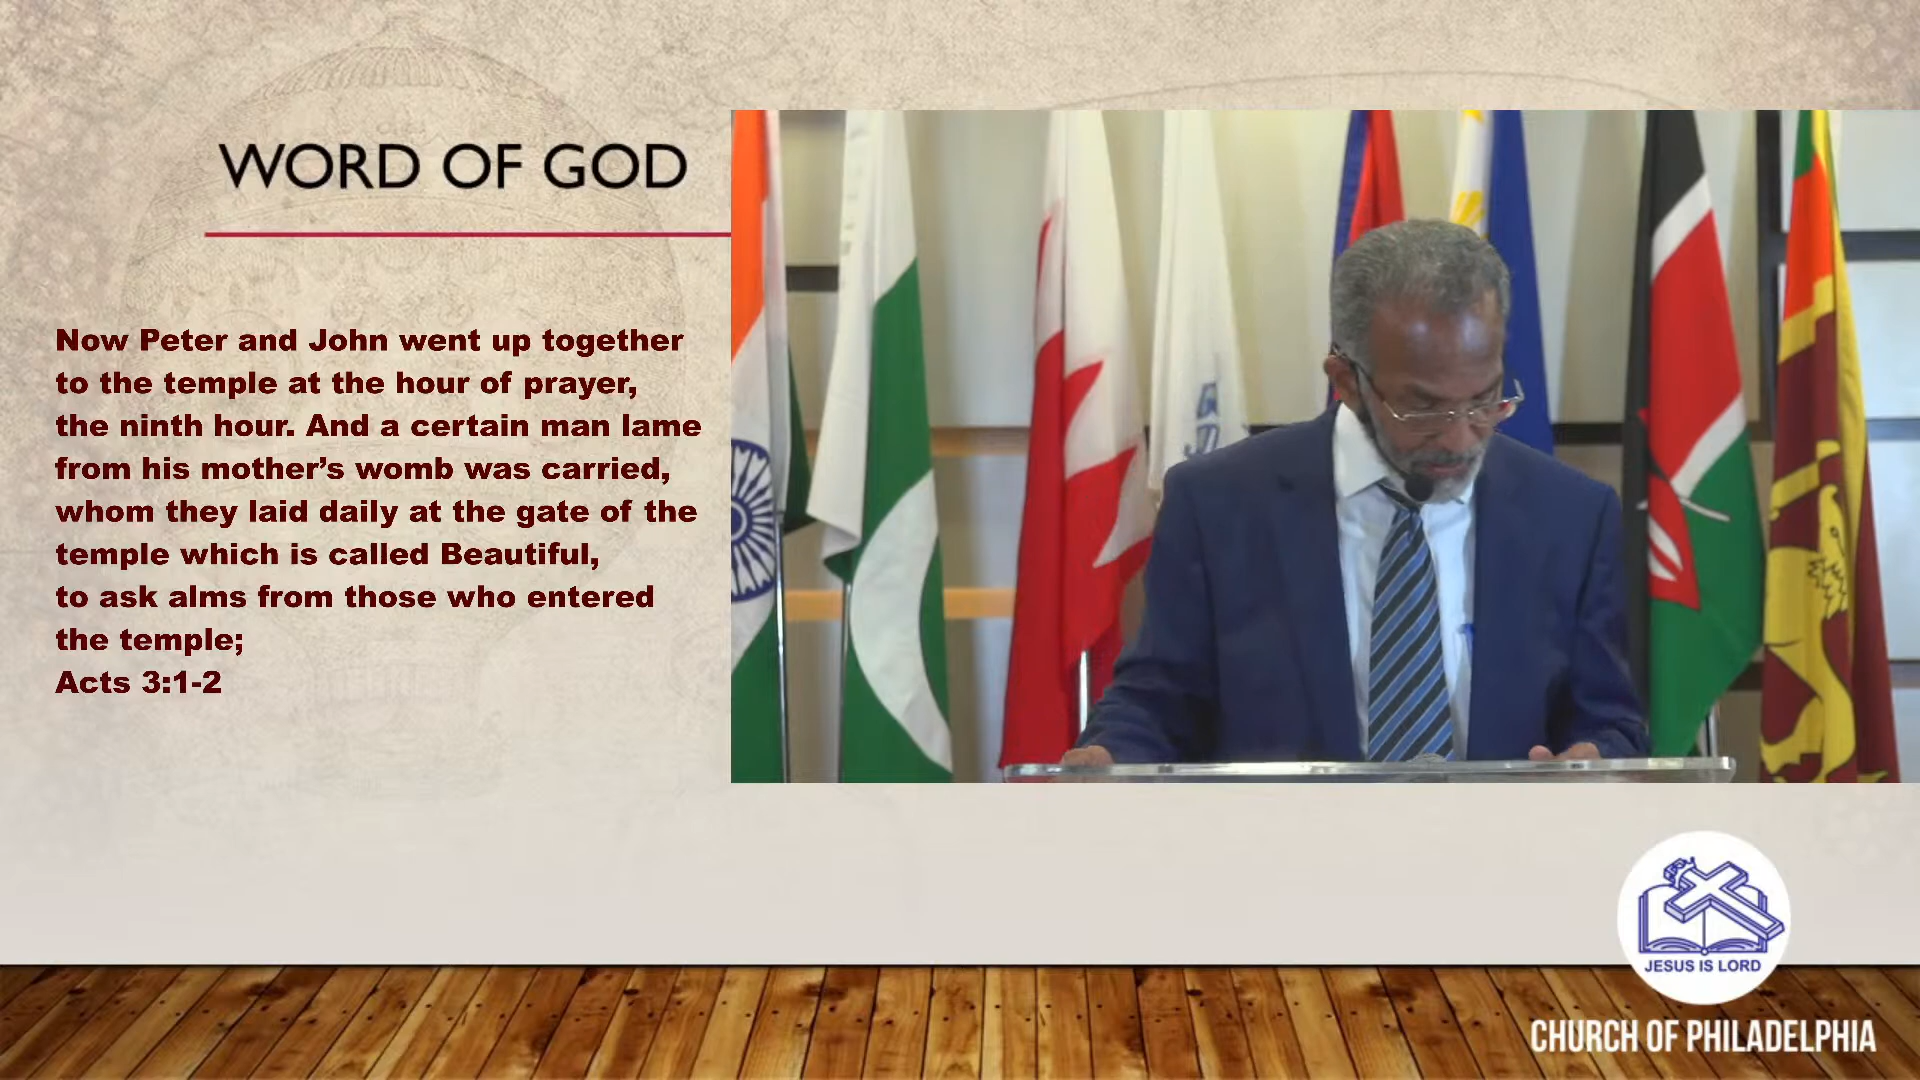 WORD OF GOD
Now Peter and John went up together
to the temple at the hour of prayer,
the ninth hour. And a certain man lame
from his mother’s womb was carried,
whom they laid daily at the gate of the
temple which is called Beautiful,
to ask alms from those who entered
the temple;
Acts 3:1-2
JESUS IS LORD
CHURCH OF PHILADELPHIA